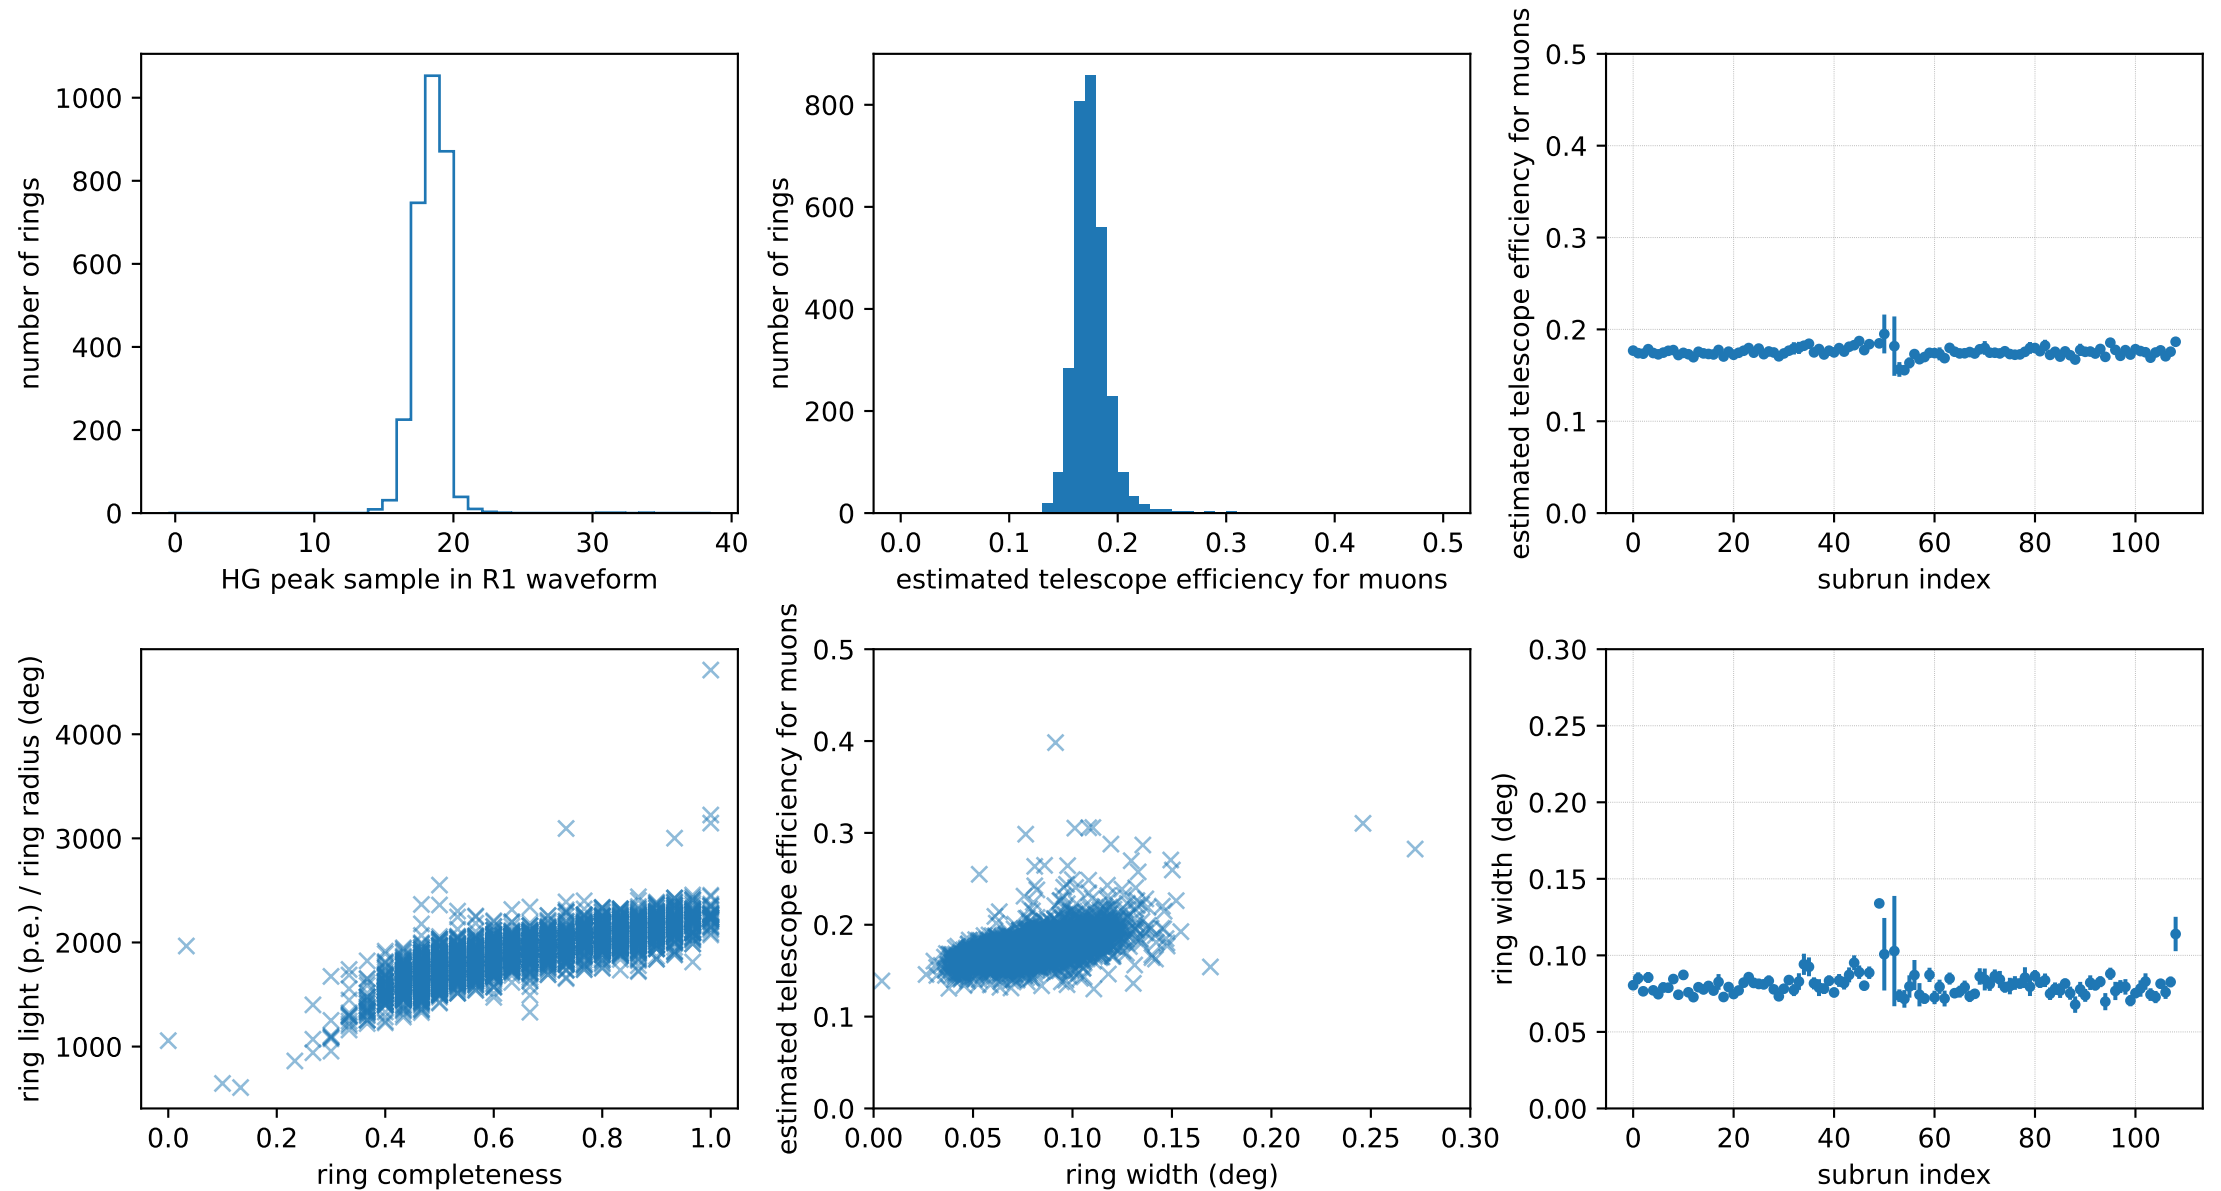 number of rings
1000
800
600
400
200
0
0 10 20 30 40
HG peak sample in R1 waveform
number of rings
800
600
400
200
0
0.0 0.1 0.2 0.3 0.4 0.5
estimated telescope efficiency for muons
estimated telescope efficiency for muons
0.5
0.4
0.3
0.2
0.1
0.0
0 20 40 60 80 100
subrun index
ring light (p.e.) / ring radius (deg)
4000
3000
2000
1000
0.0 0.2 0.4 0.6 0.8 1.0
ring completeness
estimated telescope efficiency for muons
0.5
0.4
0.3
0.2
0.1
0.0
0.00 0.05 0.10 0.15 0.20 0.25 0.30
ring width (deg)
ring width (deg)
0.30
0.25
0.20
0.15
0.10
0.05
0.00
0 20 40 60 80 100
subrun index